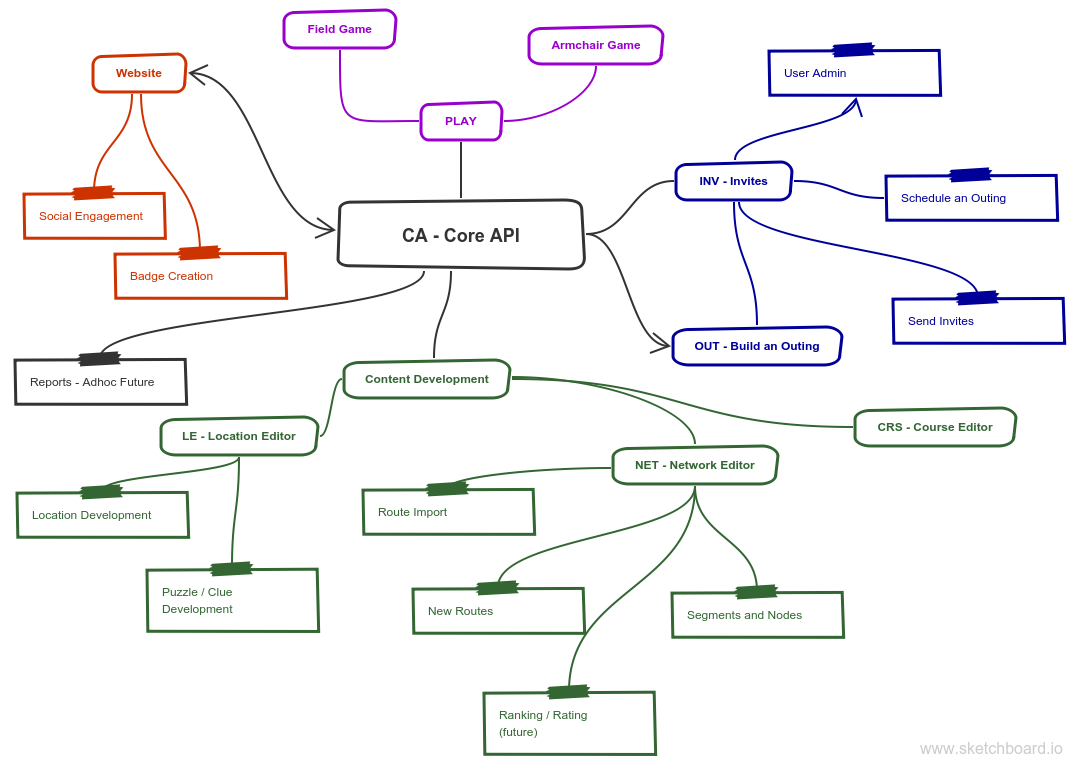 Field Game
Armchair Game
Website
User Admin
PLAY
INV - Invites
Schedule an Outing
Social Engagement
CA - Core API
Badge Creation
Send Invites
OUT - Build an Outing
Reports - Adhoc Future
Content Development
LE - Location Editor
CRS - Course Editor
NET - Network Editor
Location Development
Route Import
Puzzle / Clue
Development
New Routes
Segments and Nodes
Ranking / Rating
(future)
www.sketchboard.io